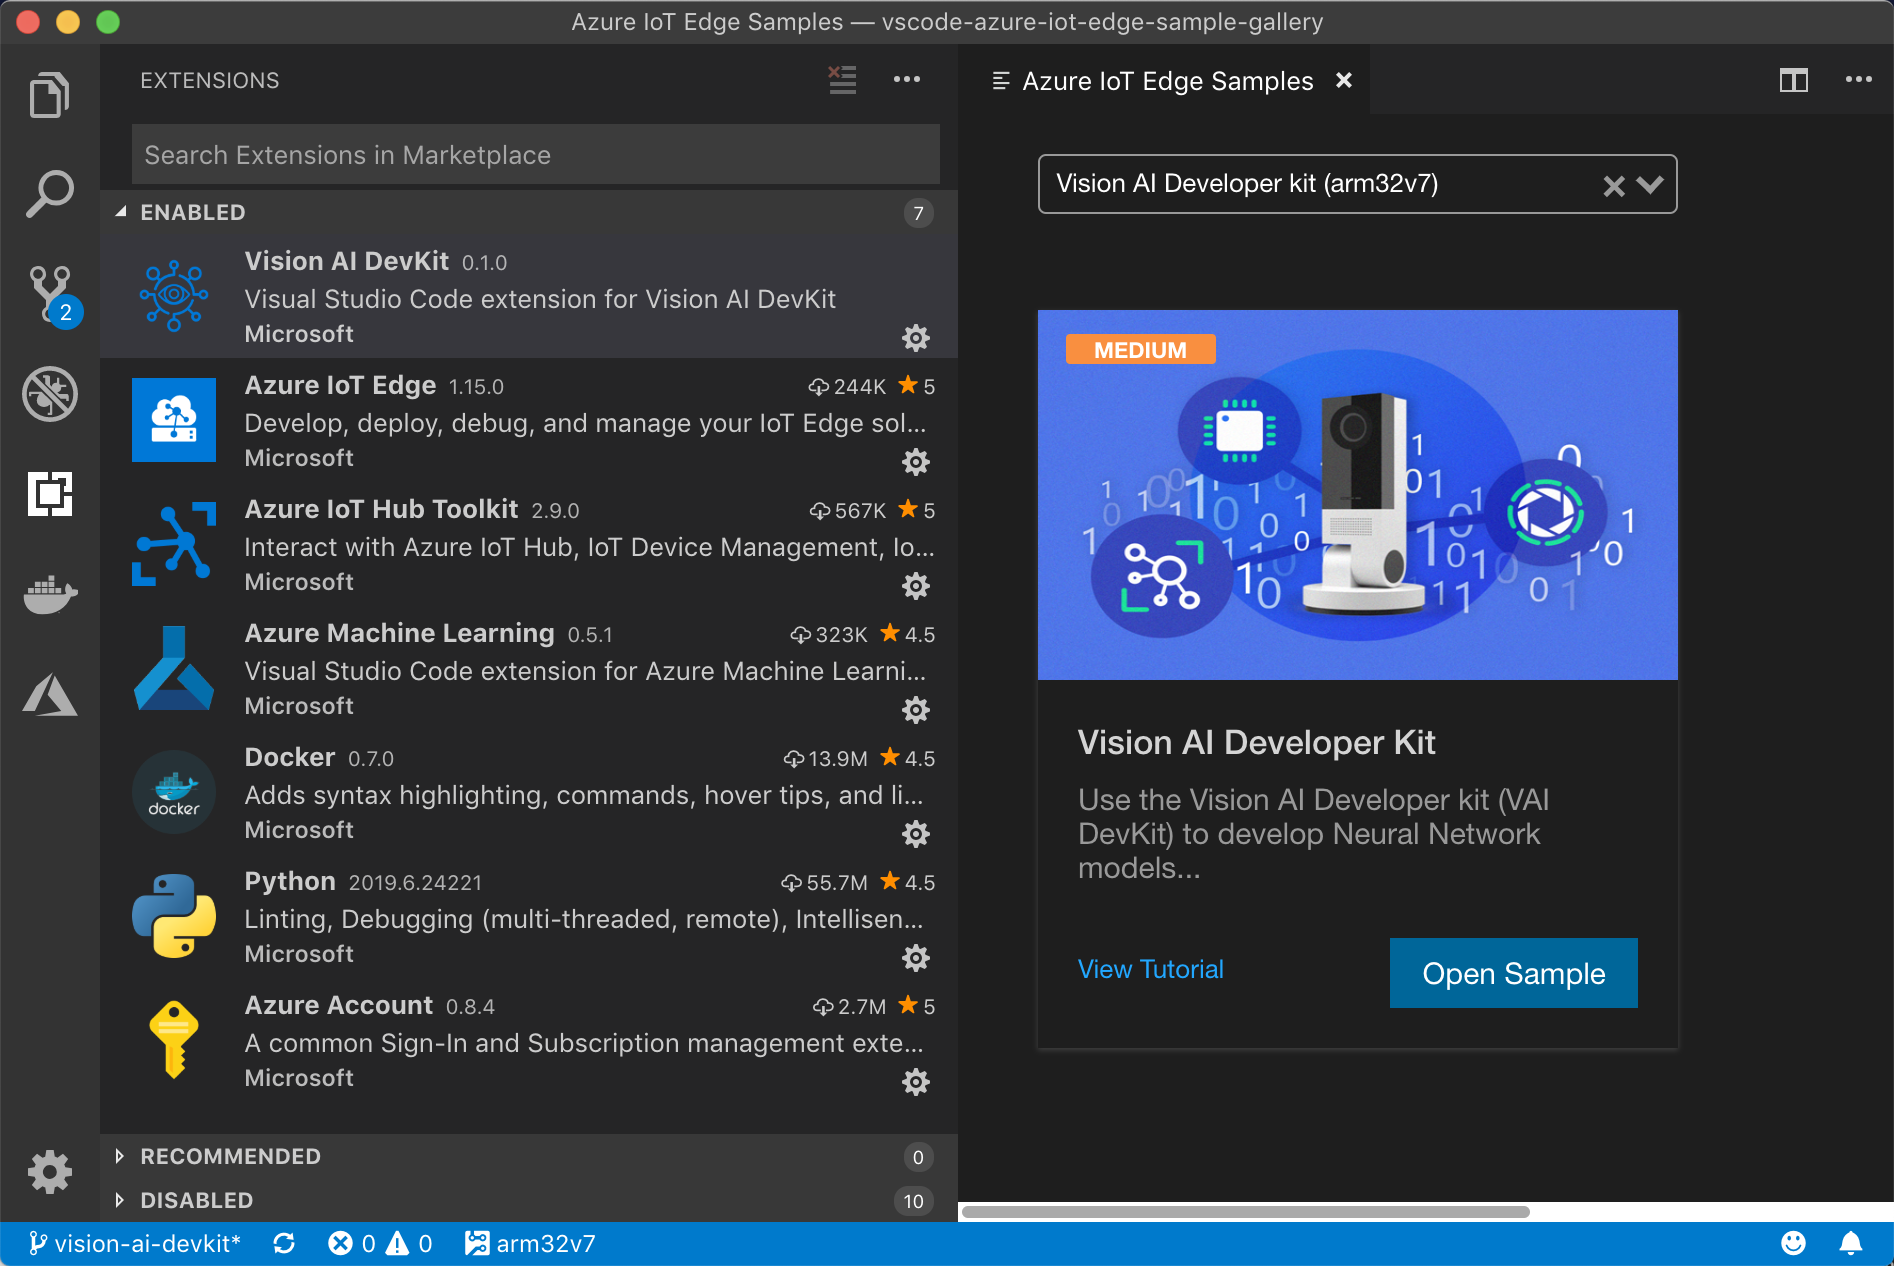 Azure IoT Edge Samples — vscode-azure-iot-edge-sample-gallery
EXTENSIONS
Search Extensions in Marketplace
ENABLED 7
Vision AI DevKit 0.1.0
Visual Studio Code extension for Vision AI DevKit
Microsoft
Azure IoT Edge 1.15.0 244K 5
Develop, deploy, debug, and manage your IoT Edge sol...
Microsoft
Azure IoT Hub Toolkit 2.9.0 567K 5
Interact with Azure IoT Hub, IoT Device Management, Io...
Microsoft
Azure Machine Learning 0.5.1 323K 4.5
Visual Studio Code extension for Azure Machine Learni...
Microsoft
Docker 0.7.0 13.9M 4.5
docker
Adds syntax highlighting, commands, hover tips, and li...
Microsoft
Python 2019.6.24221 55.7M 4.5
Linting, Debugging (multi-threaded, remote), Intellisen...
Microsoft
Azure Account 0.8.4 2.7M 5
A common Sign-In and Subscription management exte...
Microsoft
RECOMMENDED 0
DISABLED 10
2
Azure IoT Edge Samples
Vision AI Developer kit (arm32v7)
MEDIUM
Vision AI Developer Kit
Use the Vision AI Developer kit (VAI
DevKit) to develop Neural Network
models...
View Tutorial
Open Sample
vision-ai-devkit* 0 0 arm32v7